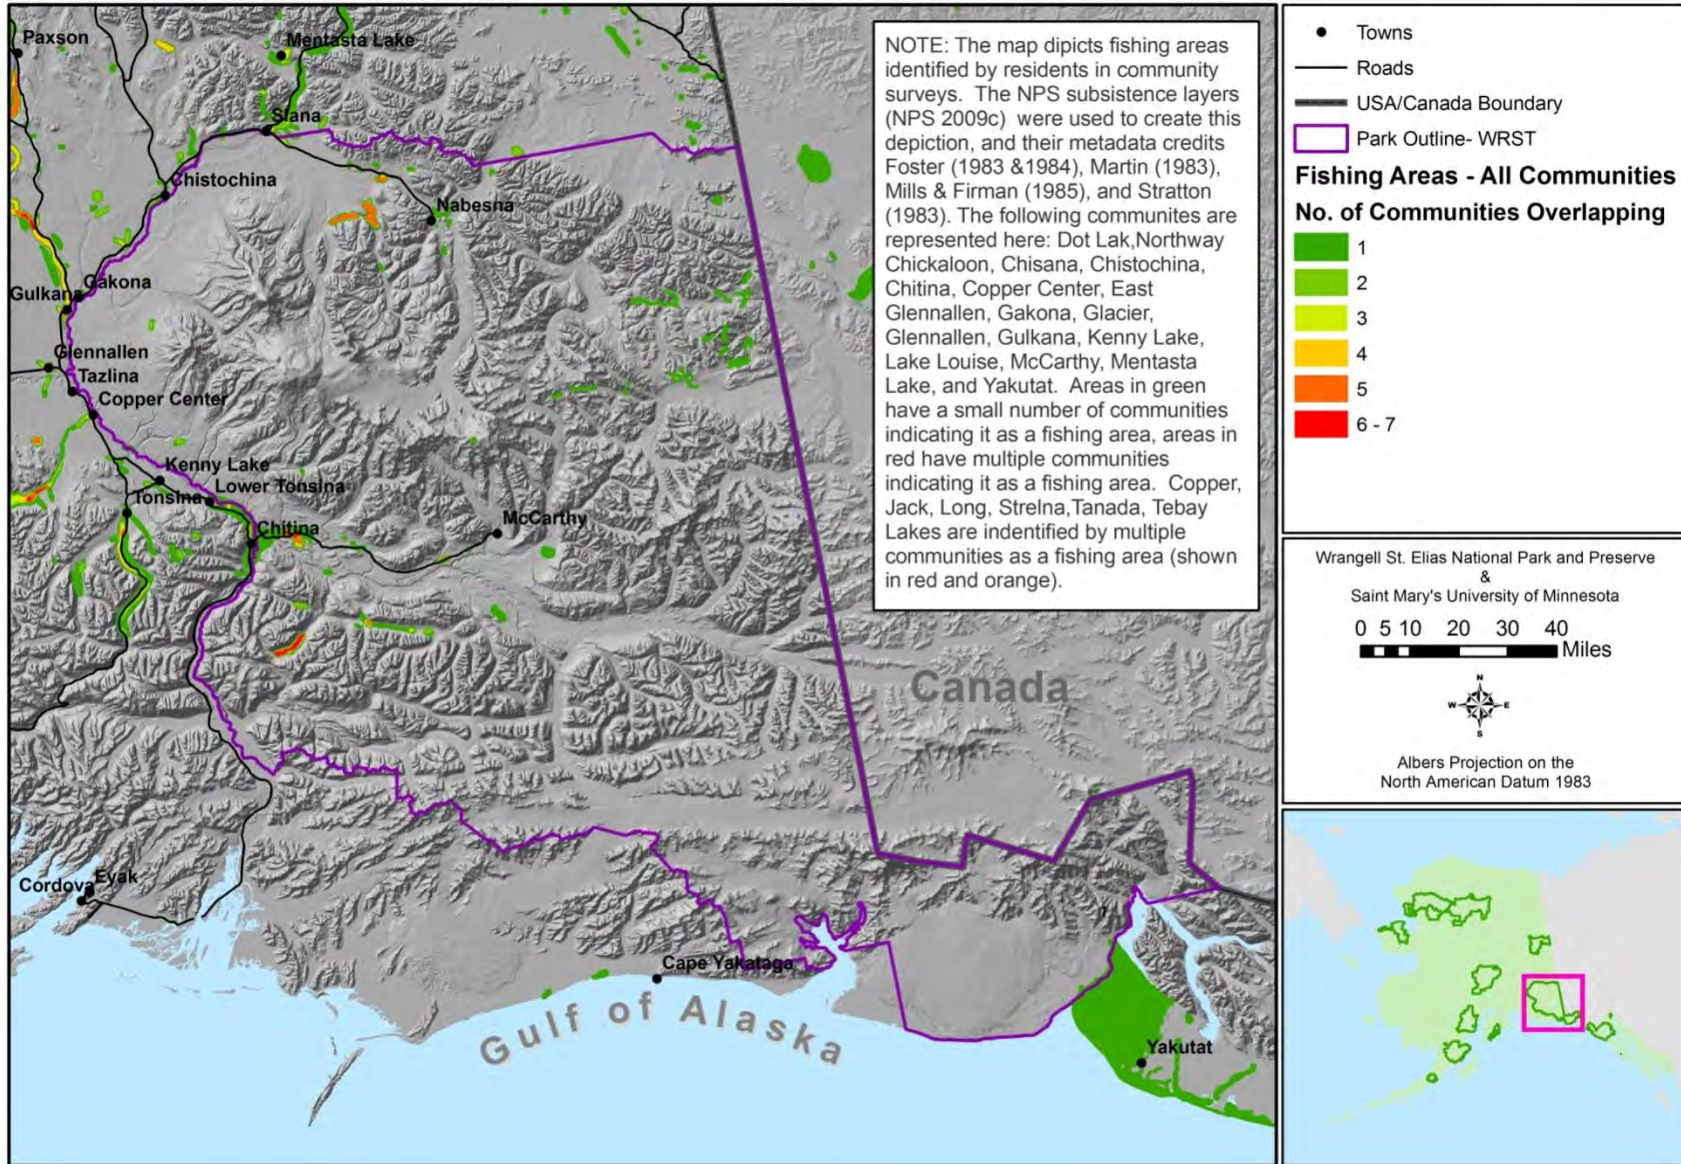 Paxson
Mentasta Lake
Slana
Chistochina
Nabesna
Gakona
Gulkana
Glennallen
Tazlina
Copper Center
Kenny Lake
Lower Tonsina
Tonsina
Chitina
McCarthy
Canada
Eyak
Cordova
Cape Yakataga
Gulf of Alaska
Yakutat
NOTE: The map dipicts fishing areas
identified by residents in community
surveys. The NPS subsistence layers
(NPS 2009c) were used to create this
depiction, and their metadata credits
Foster (1983 &1984), Martin (1983),
Mills & Firman (1985), and Stratton
(1983). The following communites are
represented here: Dot Lak,Northway
Chickaloon, Chisana, Chistochina,
Chitina, Copper Center, East
Glennallen, Gakona, Glacier,
Glennallen, Gulkana, Kenny Lake,
Lake Louise, McCarthy, Mentasta
Lake, and Yakutat. Areas in green
have a small number of communities
indicating it as a fishing area, areas in
red have multiple communities
indicating it as a fishing area. Copper,
Jack, Long, Strelna,Tanada, Tebay
Lakes are indentified by multiple
communities as a fishing area (shown
in red and orange).
Towns
Roads
USA/Canada Boundary
Park Outline- WRST
Fishing Areas - All Communities
No. of Communities Overlapping
1
2
3
4
5
6 - 7
Wrangell St. Elias National Park and Preserve
&
Saint Mary's University of Minnesota
0 5 10 20 30 40
Miles
N
W E
S
Albers Projection on the
North American Datum 1983